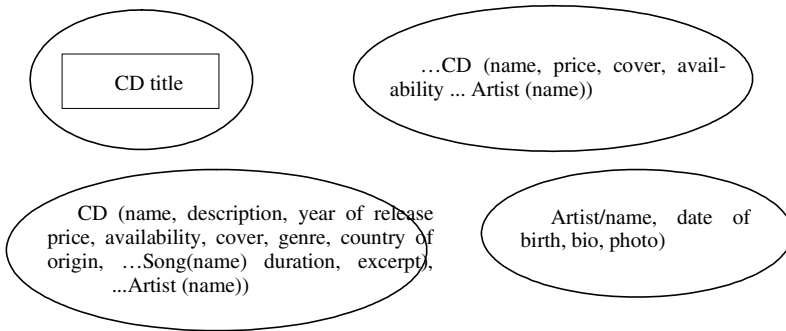 CD title
…CD (name, price, cover, avail-
ability ... Artist (name))
CD (name, description, year of release
price, availability, cover, genre, country of
origin, …Song(name) duration, excerpt),
...Artist (name))
Artist/name, date of
birth, bio, photo)